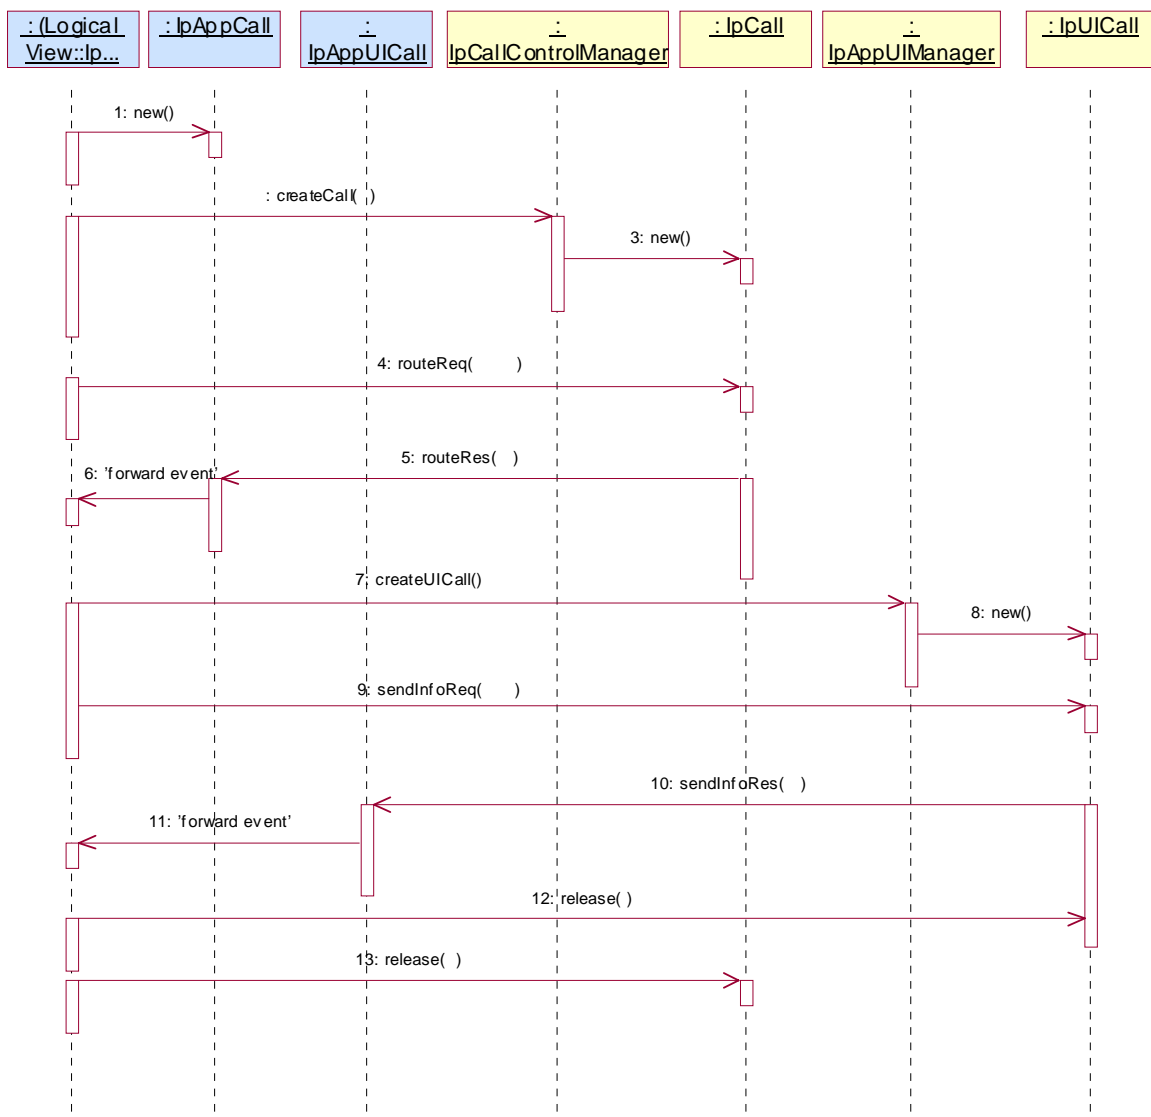 : (Logical
View::Ip...
: IpAppCall
:
IpAppUICall
:
IpCallControlManager
: IpCall
:
IpAppUIManager
: IpUICall
1: new()
: createCall( )
3: new()
4: routeReq( )
5: routeRes( )
6: 'forward event'
7: createUICall()
8: new()
9: sendInfoReq( )
10: sendInfoRes( )
11: 'forward event'
12: release( )
13: release( )